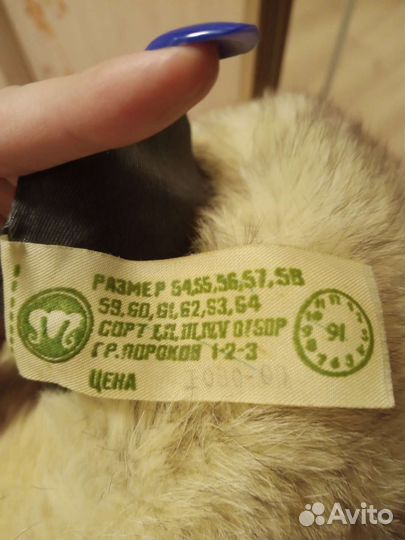 РАЗМЕР 54,55,56,57,58
59,60,61,62,63,64
СОРТ I,II,III,IV,V ОТБОР
ГР.ПОРОКОВ 1-2-3
ЦЕНА
91
Avito